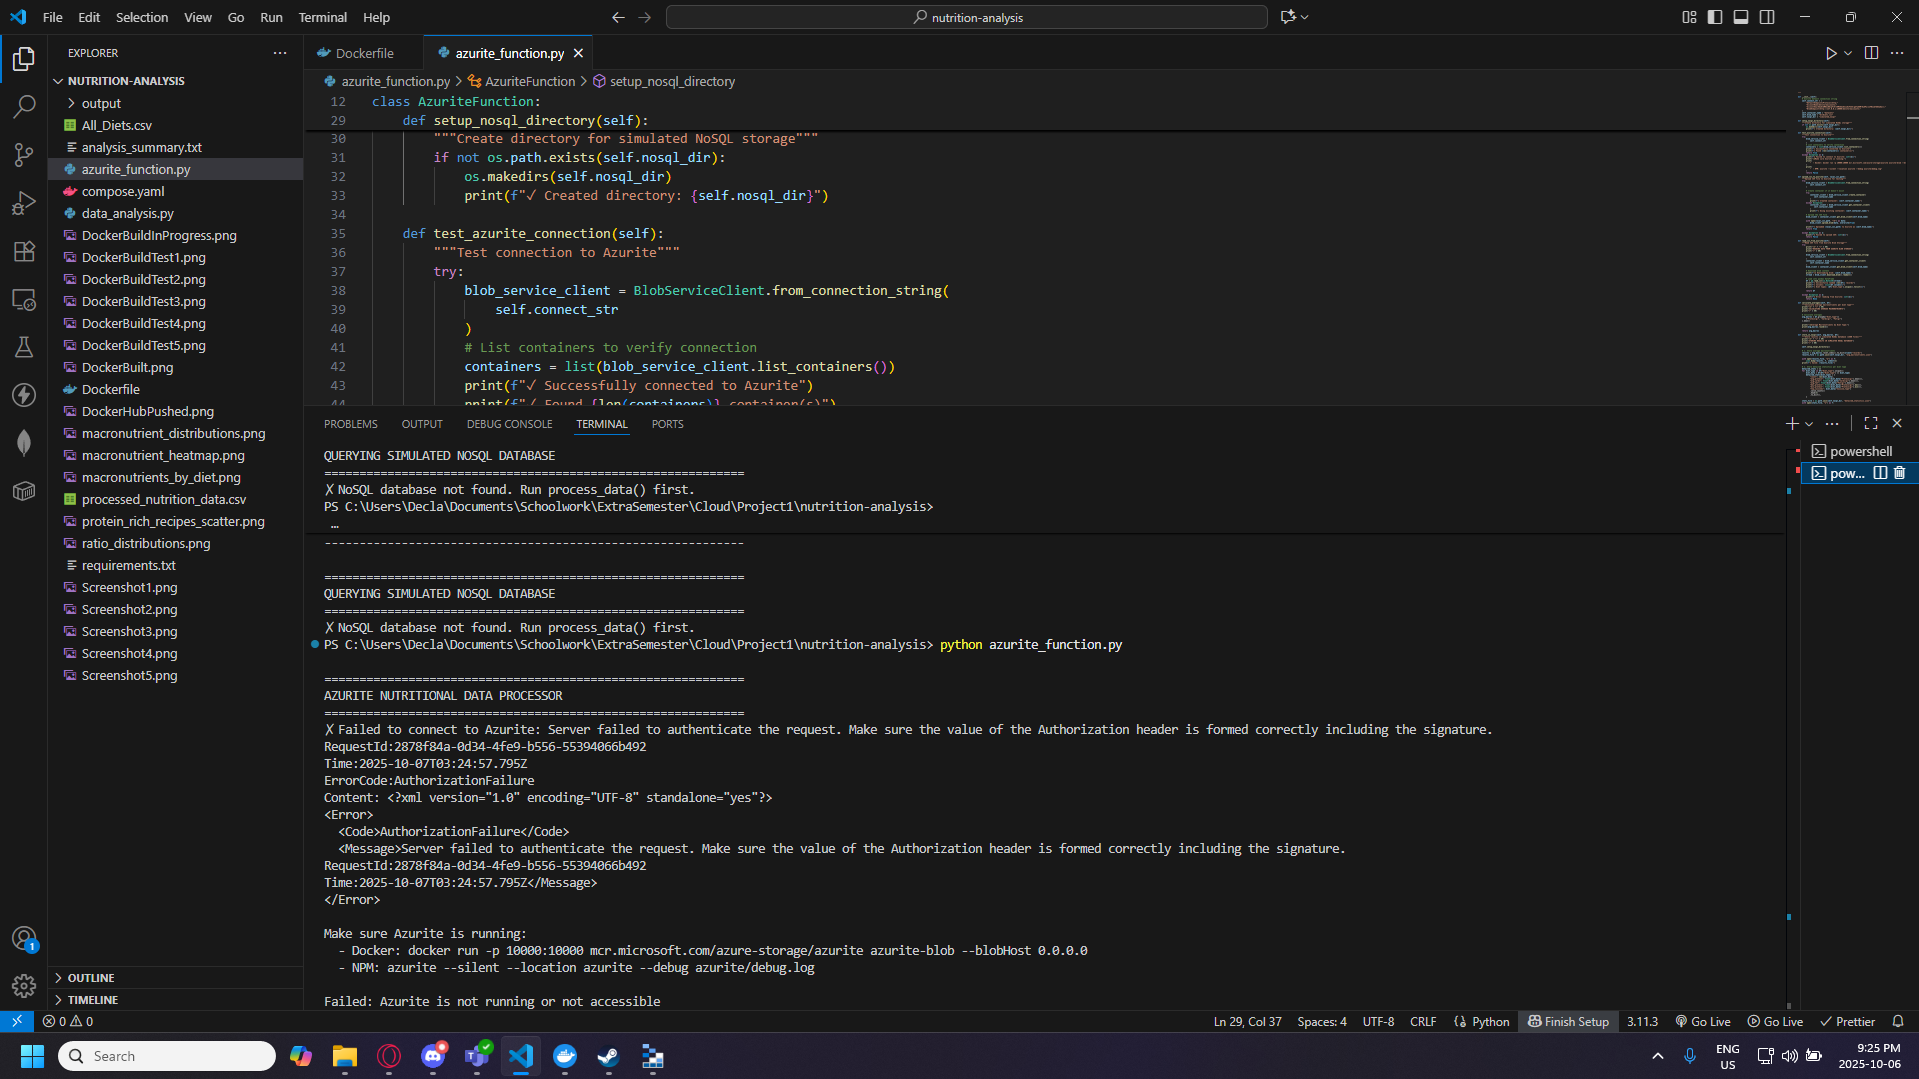 File Edit Selection View Go Run Terminal Help
nutrition-analysis
EXPLORER
NUTRITION-ANALYSIS
output
All_Diets.csv
analysis_summary.txt
azurite_function.py
compose.yaml
data_analysis.py
DockerBuildInProgress.png
DockerBuildTest1.png
DockerBuildTest2.png
DockerBuildTest3.png
DockerBuildTest4.png
DockerBuildTest5.png
DockerBuilt.png
Dockerfile
DockerHubPushed.png
macronutrient_distributions.png
macronutrient_heatmap.png
macronutrients_by_diet.png
processed_nutrition_data.csv
protein_rich_recipes_scatter.png
ratio_distributions.png
requirements.txt
Screenshot1.png
Screenshot2.png
Screenshot3.png
Screenshot4.png
Screenshot5.png
OUTLINE
TIMELINE
Dockerfile
azurite_function.py
azurite_function.py > AzuriteFunction > setup_nosql_directory
12 class AzuriteFunction:
29 def setup_nosql_directory(self):
30 """Create directory for simulated NoSQL storage"""
31 if not os.path.exists(self.nosql_dir):
32 os.makedirs(self.nosql_dir)
33 print(f"✓ Created directory: {self.nosql_dir}")
34
35 def test_azurite_connection(self):
36 """Test connection to Azurite"""
37 try:
38 blob_service_client = BlobServiceClient.from_connection_string(
39 self.connect_str
40 )
41 # List containers to verify connection
42 containers = list(blob_service_client.list_containers())
43 print(f"✓ Successfully connected to Azurite")
44 print(f"✓ Found {len(containers)} container(s)")
PROBLEMS OUTPUT DEBUG CONSOLE TERMINAL PORTS
powershell
pow...
QUERYING SIMULATED NOSQL DATABASE
============================================================
✗ NoSQL database not found. Run process_data() first.
PS C:\Users\Decla\Documents\Schoolwork\ExtraSemester\Cloud\Project1\nutrition-analysis>
…
------------------------------------------------------------
============================================================
QUERYING SIMULATED NOSQL DATABASE
============================================================
✗ NoSQL database not found. Run process_data() first.
PS C:\Users\Decla\Documents\Schoolwork\ExtraSemester\Cloud\Project1\nutrition-analysis> python azurite_function.py
============================================================
AZURITE NUTRITIONAL DATA PROCESSOR
============================================================
✗ Failed to connect to Azurite: Server failed to authenticate the request. Make sure the value of the Authorization header is formed correctly including the signature.
RequestId:2878f84a-0d34-4fe9-b556-55394066b492
Time:2025-10-07T03:24:57.795Z
ErrorCode:AuthorizationFailure
Content: <?xml version="1.0" encoding="UTF-8" standalone="yes"?>
<Error>
<Code>AuthorizationFailure</Code>
<Message>Server failed to authenticate the request. Make sure the value of the Authorization header is formed correctly including the signature.
RequestId:2878f84a-0d34-4fe9-b556-55394066b492
Time:2025-10-07T03:24:57.795Z</Message>
</Error>
Make sure Azurite is running:
- Docker: docker run -p 10000:10000 mcr.microsoft.com/azure-storage/azurite azurite-blob --blobHost 0.0.0.0
- NPM: azurite --silent --location azurite --debug azurite/debug.log
Failed: Azurite is not running or not accessible
0 0
Ln 29, Col 37 Spaces: 4 UTF-8 CRLF Python Finish Setup 3.11.3 Go Live Go Live Prettier
1
Search
ENG
US
9:25 PM
2025-10-06